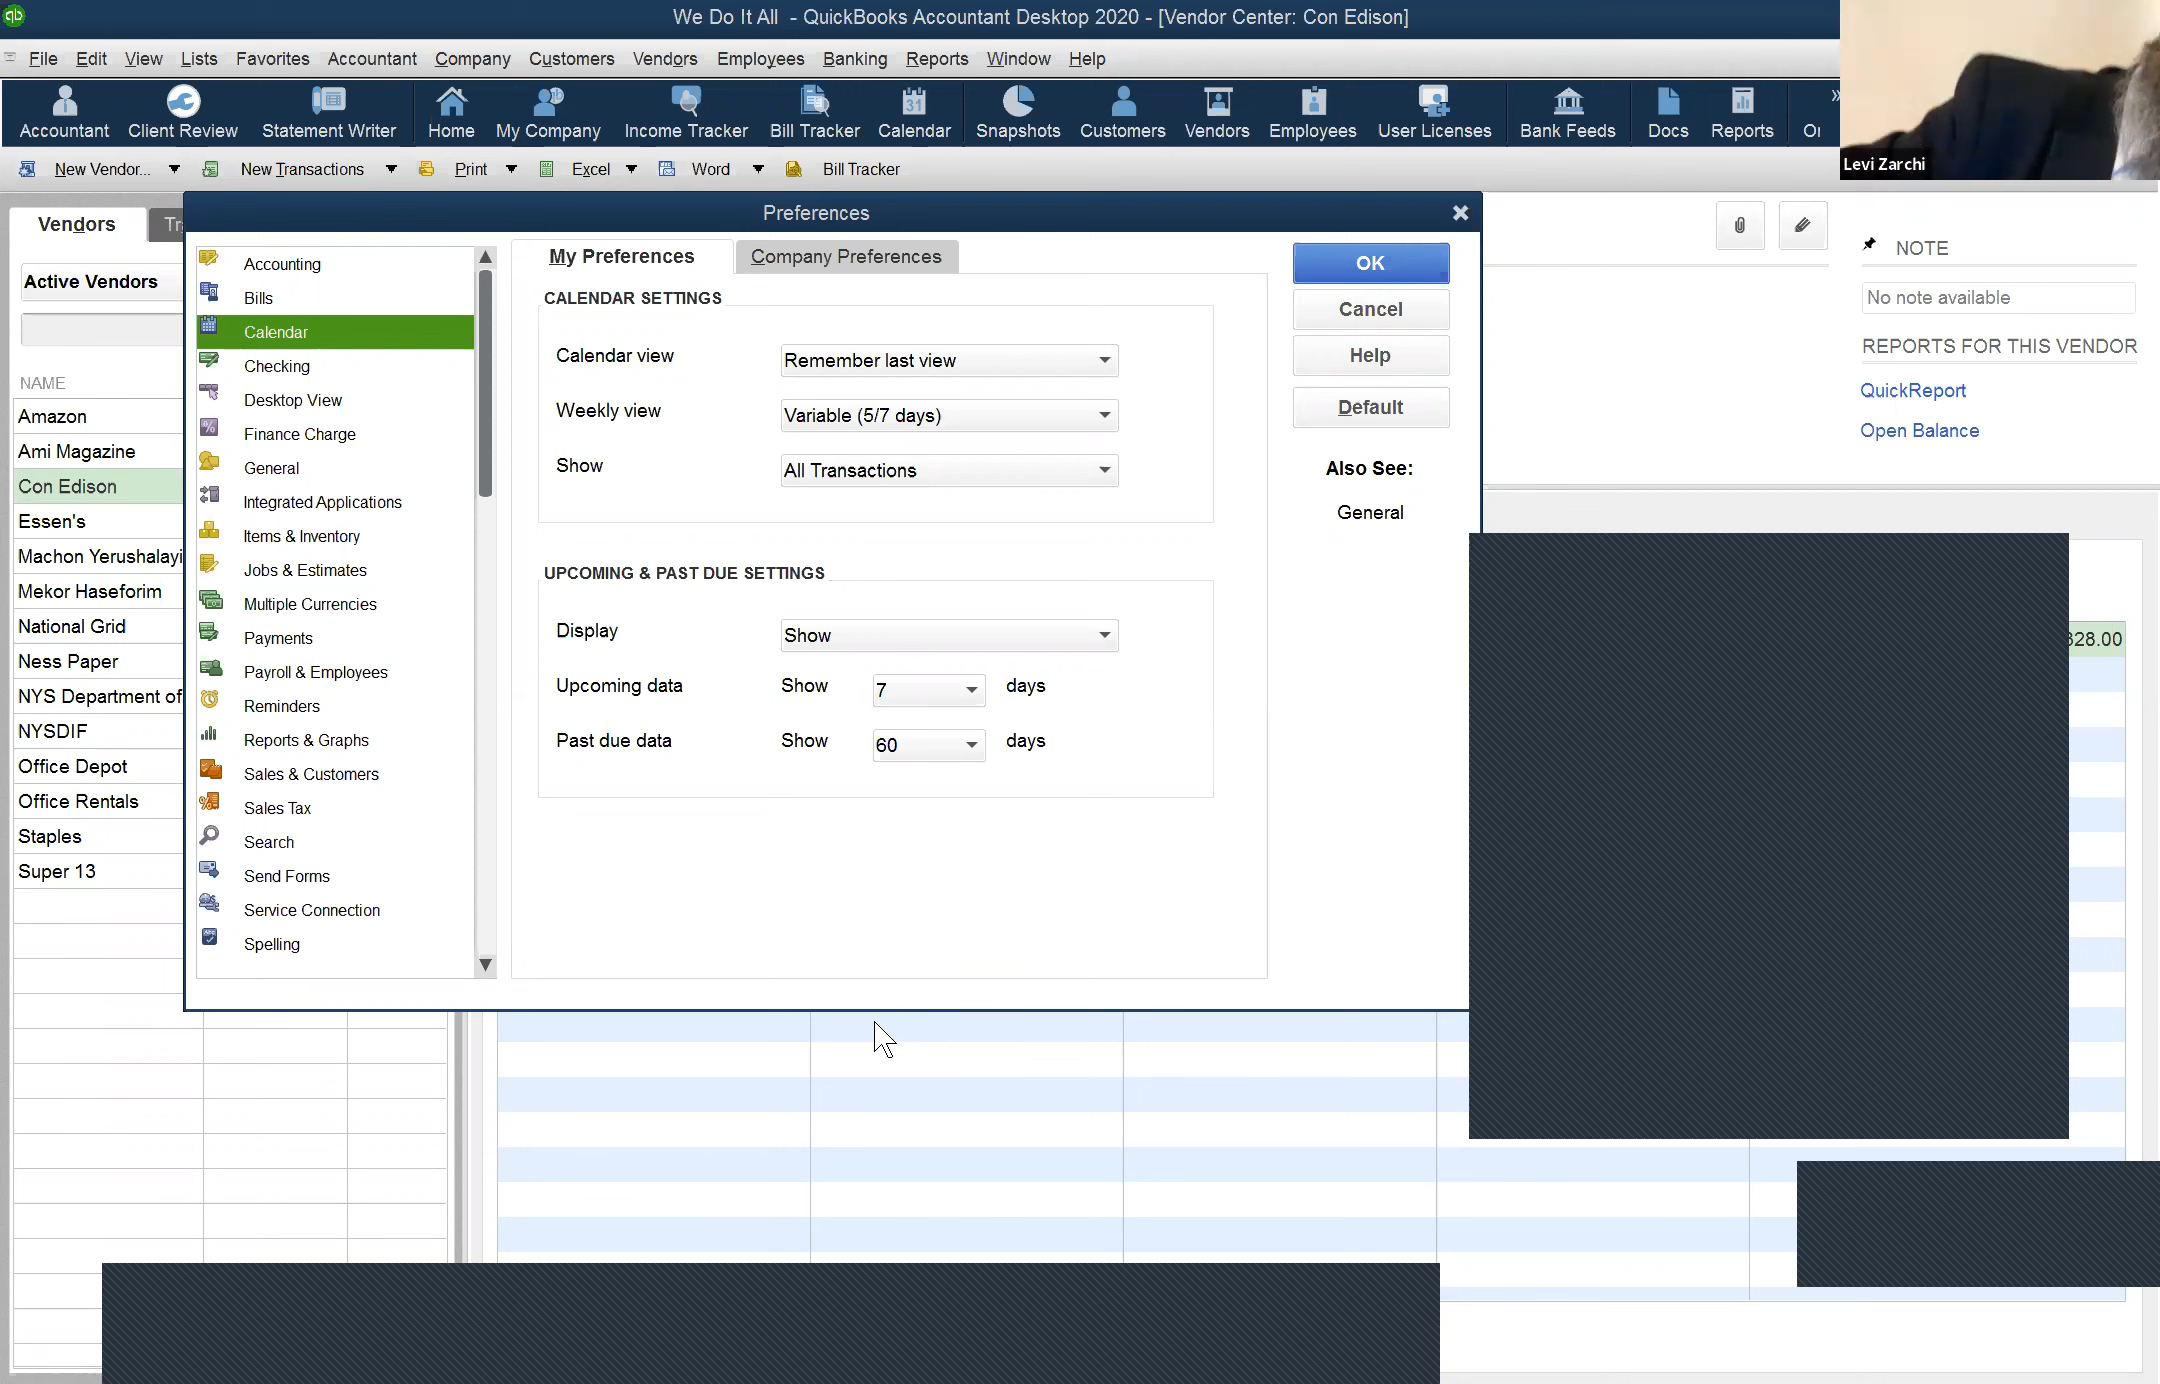 We Do It All - QuickBooks Accountant Desktop 2020 - [Vendor Center: Con Edison]
File Edit View Lists Favorites Accountant Company Customers Vendors Employees Banking Reports Window Help
Accountant Client Review Statement Writer Home My Company Income Tracker Bill Tracker Calendar Snapshots Customers Vendors Employees User Licenses Bank Feeds Docs Reports
Levi Zarchi
New Vendor... New Transactions Print Excel Word Bill Tracker
Vendors
Active Vendors
NAME
Amazon
Ami Magazine
Con Edison
Essen's
Machon Yerushalayi
Mekor Haseforim
National Grid
Ness Paper
NYS Department of
NYSDIF
Office Depot
Office Rentals
Staples
Super 13
Preferences
Accounting
Bills
Calendar
Checking
Desktop View
Finance Charge
General
Integrated Applications
Items & Inventory
Jobs & Estimates
Multiple Currencies
Payments
Payroll & Employees
Reminders
Reports & Graphs
Sales & Customers
Sales Tax
Search
Send Forms
Service Connection
Spelling
My Preferences Company Preferences
CALENDAR SETTINGS
Calendar view Remember last view
Weekly view Variable (5/7 days)
Show All Transactions
UPCOMING & PAST DUE SETTINGS
Display Show
Upcoming data Show 7 days
Past due data Show 60 days
OK
Cancel
Help
Default
Also See:
General
NOTE
No note available
REPORTS FOR THIS VENDOR
QuickReport
Open Balance
28.00